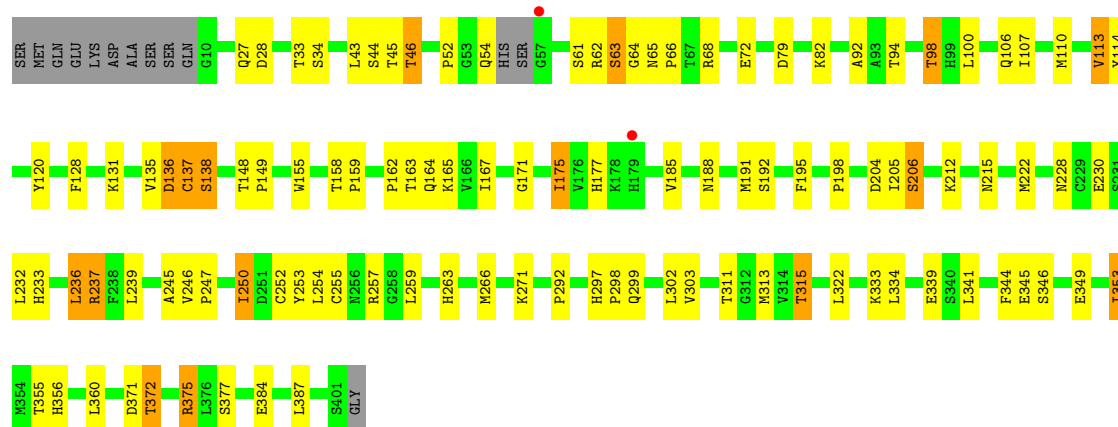 SER MET GLN GLU LYS ASP ALA SER SER GLN G10 Q27 D28 T33 S34 L43 S44 T45 T46 P52 G53 Q54 HIS SER G57 S61 R62 S63 G64 N65 P66 T67 R68 E72 D79 K82 A92 A93 T94 T98 H99 L100 Q106 I107 M110 V113 Y114
Y120 F128 K131 V135 D136 C137 S138 T148 P149 W155 T158 P159 P162 T163 Q164 K165 V166 I167 G171 I175 V176 H177 K178 H179 V185 N188 M191 S192 F195 P198 D204 I205 S206 K212 N215 M222 N228 C229 E230 S231
L232 H233 L236 R237 F238 L239 A245 V246 P247 I250 D251 C252 Y253 L254 C255 N256 R257 G258 L259 H263 M266 K271 P292 H297 P298 Q299 L302 V303 T311 G312 M313 V314 T315 L322 K333 L334 E339 S340 L341 F344 E345 S346 E349 I353
M354 T355 H356 L360 D371 T372 R375 L376 S377 E384 L387 S401 GLY